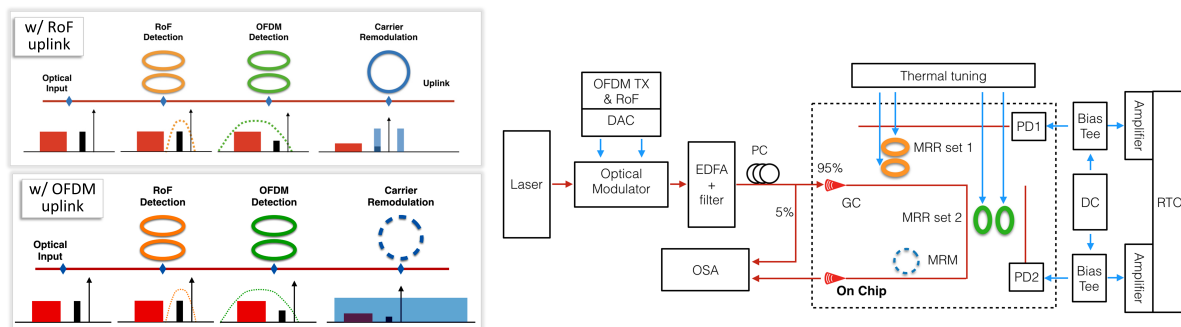 w/ RoF
uplink
RoF
Detection
OFDM
Detection
Carrier
Remodulation
Optical
Input
Uplink
w/ OFDM
uplink
RoF
Detection
OFDM
Detection
Carrier
Remodulation
Optical
Input
Laser
OFDM TX
& RoF
DAC
Optical
Modulator
EDFA
+
filter
PC
95%
5%
GC
OSA
Thermal tuning
MRR set 1
MRR set 2
MRM
On Chip
PD1
PD2
Bias
Tee
DC
Bias
Tee
Amplifier
Amplifier
RTO